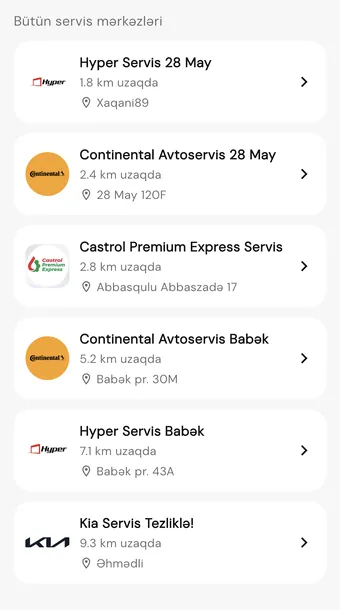 Bütün servis mərkəzləri
Hyper Servis 28 May
Hyper
1.8 km uzaqda
Xaqani89
Continental Avtoservis 28 May
Continental
2.4 km uzaqda
28 May 120F
Castrol Premium Express Servis
Castrol
Premium
Express
2.8 km uzaqda
Abbasqulu Abbaszadə 17
Continental Avtoservis Babək
Continental
5.2 km uzaqda
Babək pr. 30M
Hyper Servis Babək
Hyper
7.1 km uzaqda
Babək pr. 43A
Kia Servis Tezliklə!
KIA
9.3 km uzaqda
Əhmədli